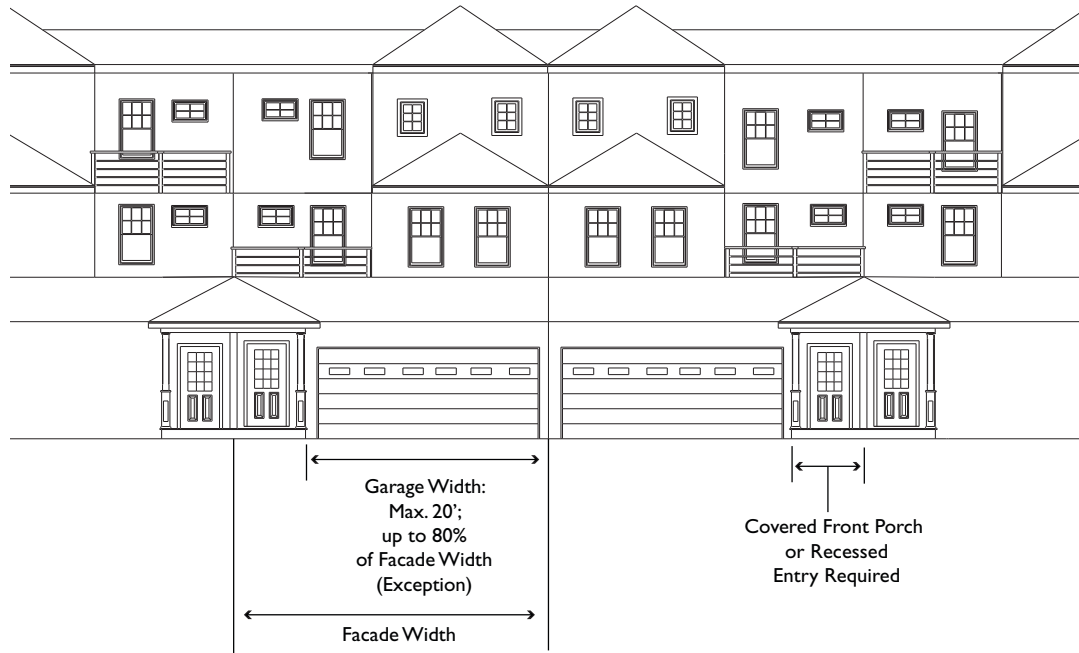 Garage Width:
Max. 20’;
up to 80%
of Facade Width
(Exception)
Facade Width
Covered Front Porch
or Recessed
Entry Required